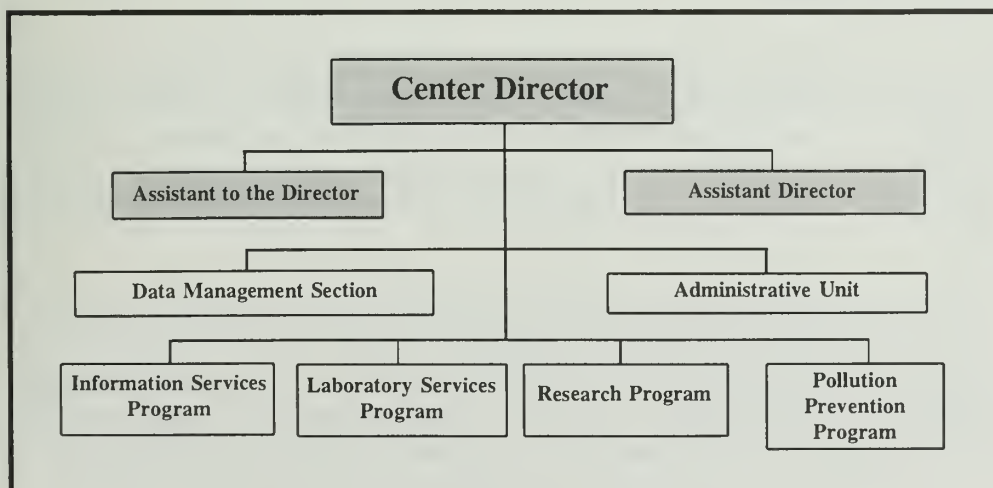 Center Director
Assistant to the Director
Assistant Director
Data Management Section
Administrative Unit
Information Services
Program
Laboratory Services
Program
Research Program
Pollution
Prevention
Program